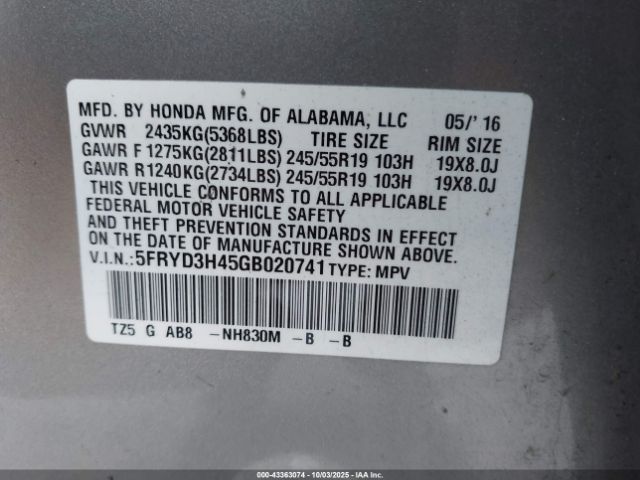 MFD. BY HONDA MFG. OF ALABAMA, LLC 05/'16
GVWR 2435KG(5368LBS) TIRE SIZE RIM SIZE
GAWR F 1275KG(2811LBS) 245/55R19 103H 19X8.0J
GAWR R 1240KG(2734LBS) 245/55R19 103H 19X8.0J
THIS VEHICLE CONFORMS TO ALL APPLICABLE
FEDERAL MOTOR VEHICLE SAFETY
AND THEFT PREVENTION STANDARDS IN EFFECT
ON THE DATE OF MANUFACTURE SHOWN ABOVE.
V.I.N.:5FRYD3H45GB020741 TYPE: MPV
TZ5 G AB8 -NH830M -B -B
000-43363074 | 10/03/2025 | IAA Inc.